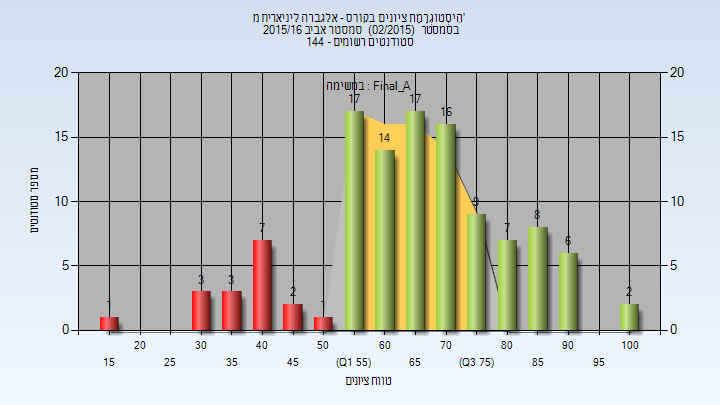 היסטוגרמת ציונים בקורס - אלגברה ליניארית מ'
בסמסטר (02/2015) סמסטר אביב 2015/16
סטודנטים רשומים - 144
במשימה : Final_A
מספר סטודנטים
20 20
15 15
10 10
5 5
0 0
1 3 3 7 2 1 17 14 17 16 9 7 8 6 2
20 30 40 50 60 70 80 90 100
15 25 35 45 (Q1 55) 65 (Q3 75) 85 95
טווח ציונים